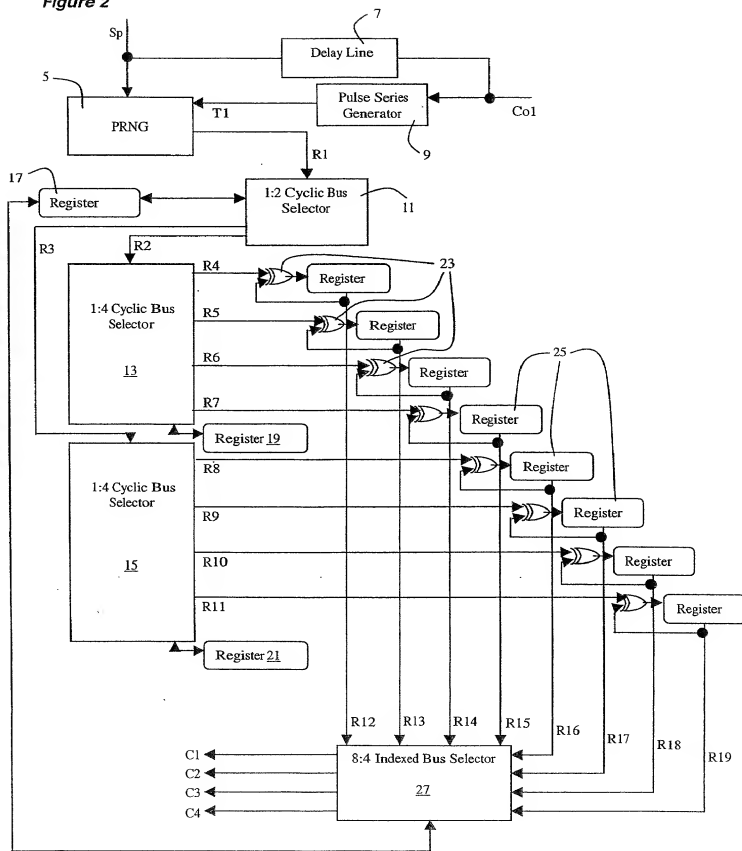 Figure 2
7
Sp
Delay Line
5
PRNG
T1
Pulse Series
Generator
Co1
9
R1
17
Register
1:2 Cyclic Bus
Selector
11
R3
R2
23
R4
Register
1:4 Cyclic Bus
Selector
13
R5
Register
R6
Register
25
R7
Register
Register 19
R8
Register
1:4 Cyclic Bus
Selector
15
R9
Register
R10
Register
R11
Register
Register 21
R12
R13
R14
R15
R16
R17
R18
R19
C1
C2
C3
C4
8:4 Indexed Bus Selector
27